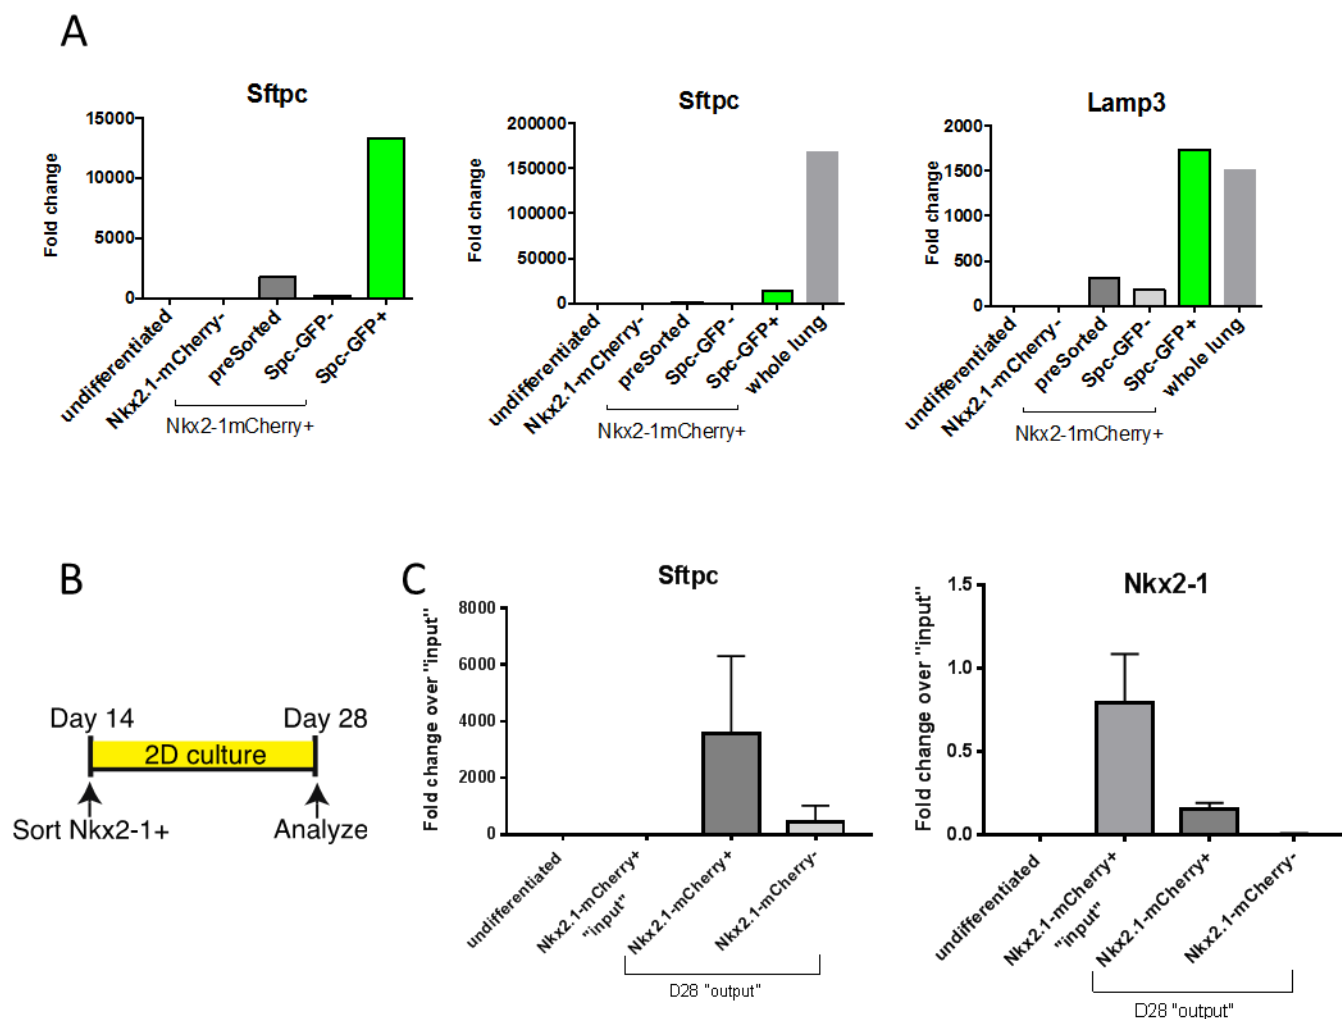 A
Sftpc
Fold change
15000
10000
5000
0
undifferentiated
Nkx2.1-mCherry-
preSorted
Spc-GFP-
Spc-GFP+
Nkx2-1mCherry+
Sftpc
Fold change
200000
150000
100000
50000
0
undifferentiated
Nkx2.1-mCherry-
preSorted
Spc-GFP-
Spc-GFP+
whole lung
Nkx2-1mCherry+
Lamp3
Fold change
2000
1500
1000
500
0
undifferentiated
Nkx2.1-mCherry-
preSorted
Spc-GFP-
Spc-GFP+
whole lung
Nkx2-1mCherry+
B
Day 14
Day 28
2D culture
Sort Nkx2-1+
Analyze
C
Sftpc
Fold change over "input"
8000
6000
4000
2000
0
undifferentiated
Nkx2.1-mCherry+
"input"
Nkx2.1-mCherry+
Nkx2.1-mCherry-
D28 "output"
Nkx2-1
Fold change over "input"
1.5
1.0
0.5
0.0
undifferentiated
Nkx2.1-mCherry+
"input"
Nkx2.1-mCherry+
Nkx2.1-mCherry-
D28 "output"